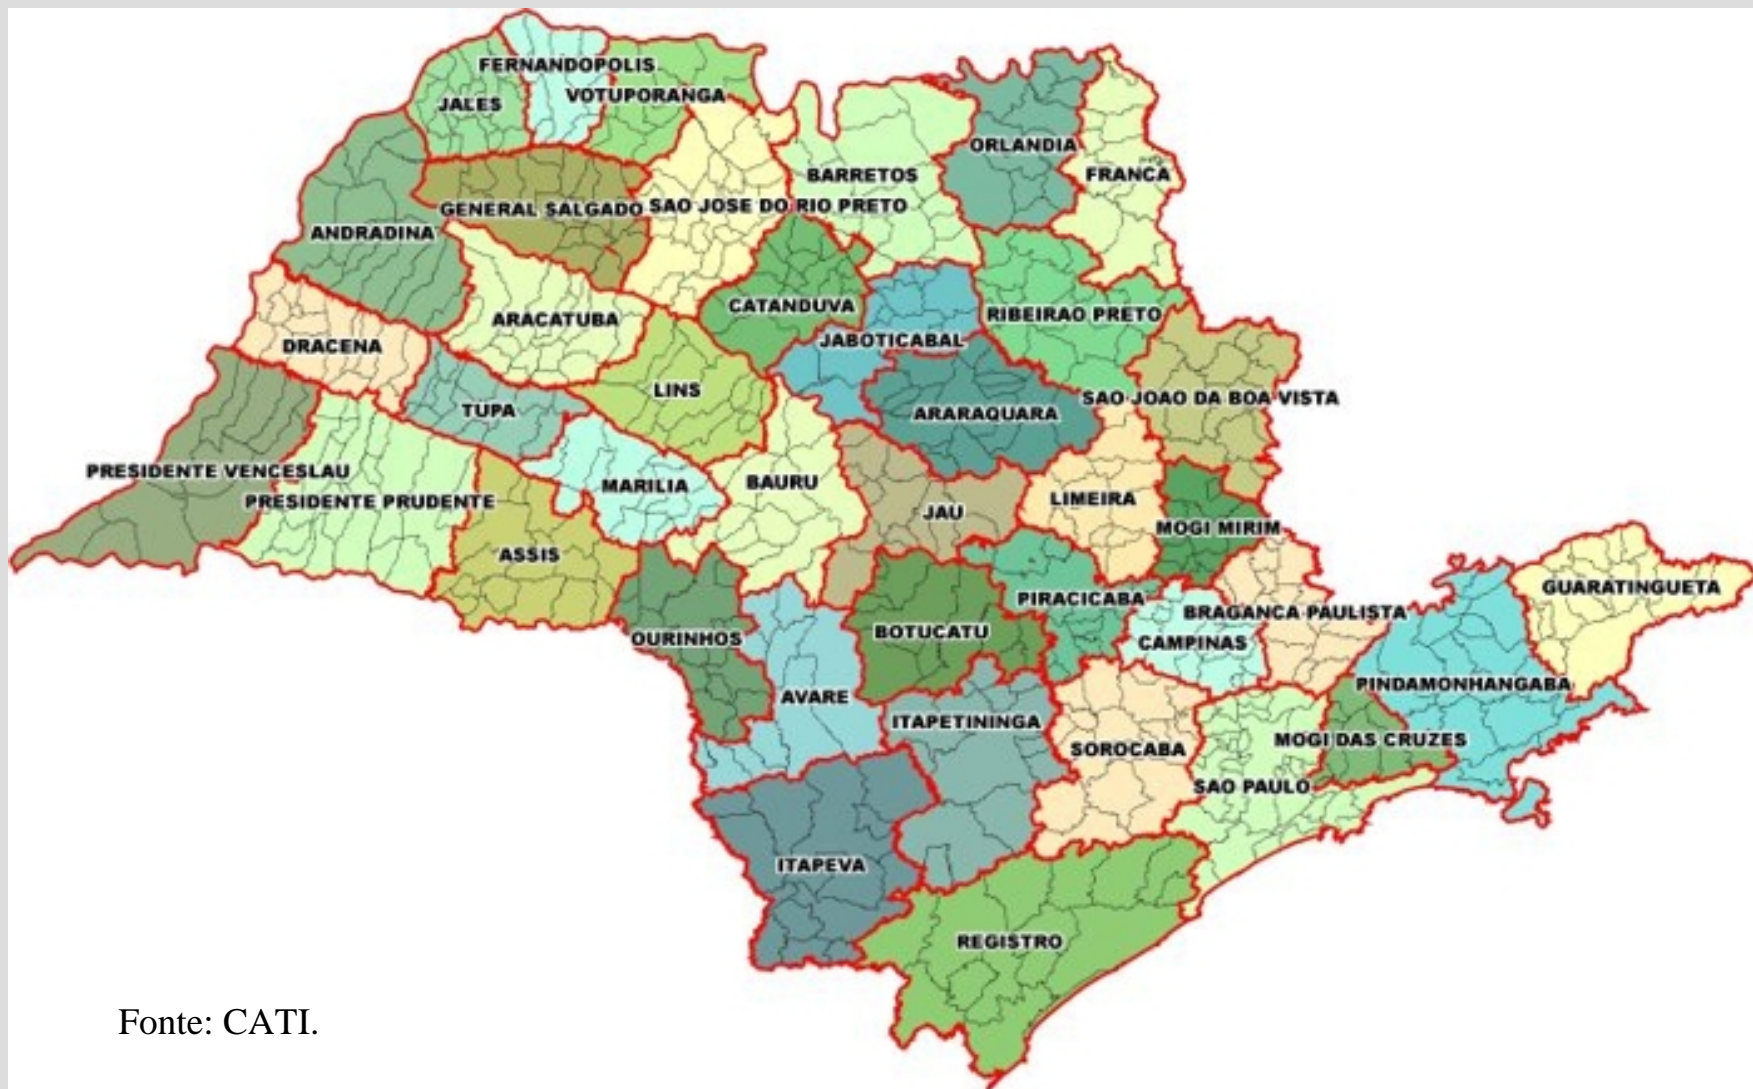 FERNANDOPOLIS
VOTUPORANGA
JALES
ORLANDIA
BARRETOS
FRANCA
GENERAL SALGADO
SAO JOSE DO RIO PRETO
ANDRADINA
CATANDUVA
RIBEIRAO PRETO
ARACATUBA
JABOTICABAL
DRACENA
LINS
SAO JOAO DA BOA VISTA
TUPA
ARARAQUARA
PRESIDENTE VENCESLAU
BAURU
MARILIA
PRESIDENTE PRUDENTE
LIMEIRA
JAU
MOGI MIRIM
ASSIS
GUARATINGUETA
PIRACICABA
BRAGANCA PAULISTA
BOTUCATU
OURINHOS
CAMPINAS
PINDAMONHANGABA
AVARE
ITAPETININGA
MOGI DAS CRUZES
SOROCABA
SAO PAULO
ITAPEVA
REGISTRO
Fonte: CATI.